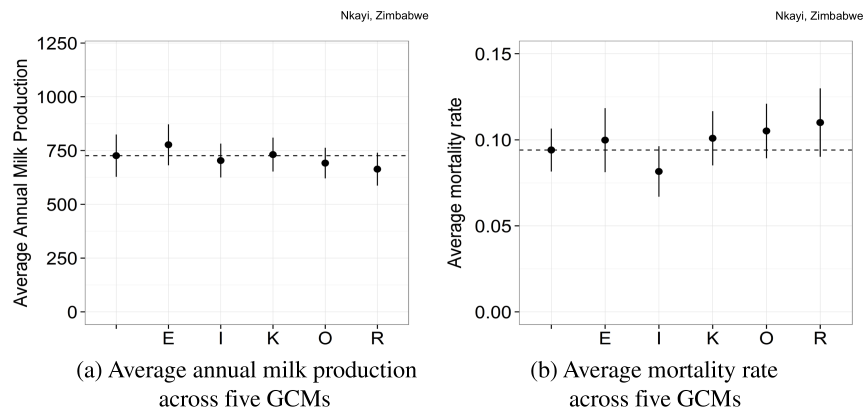 Nkayi, Zimbabwe
Average Annual Milk Production
1250
1000
750
500
250
0
E I K O R
(a) Average annual milk production
across five GCMs
Nkayi, Zimbabwe
Average mortality rate
0.15
0.10
0.05
0.00
E I K O R
(b) Average mortality rate
across five GCMs